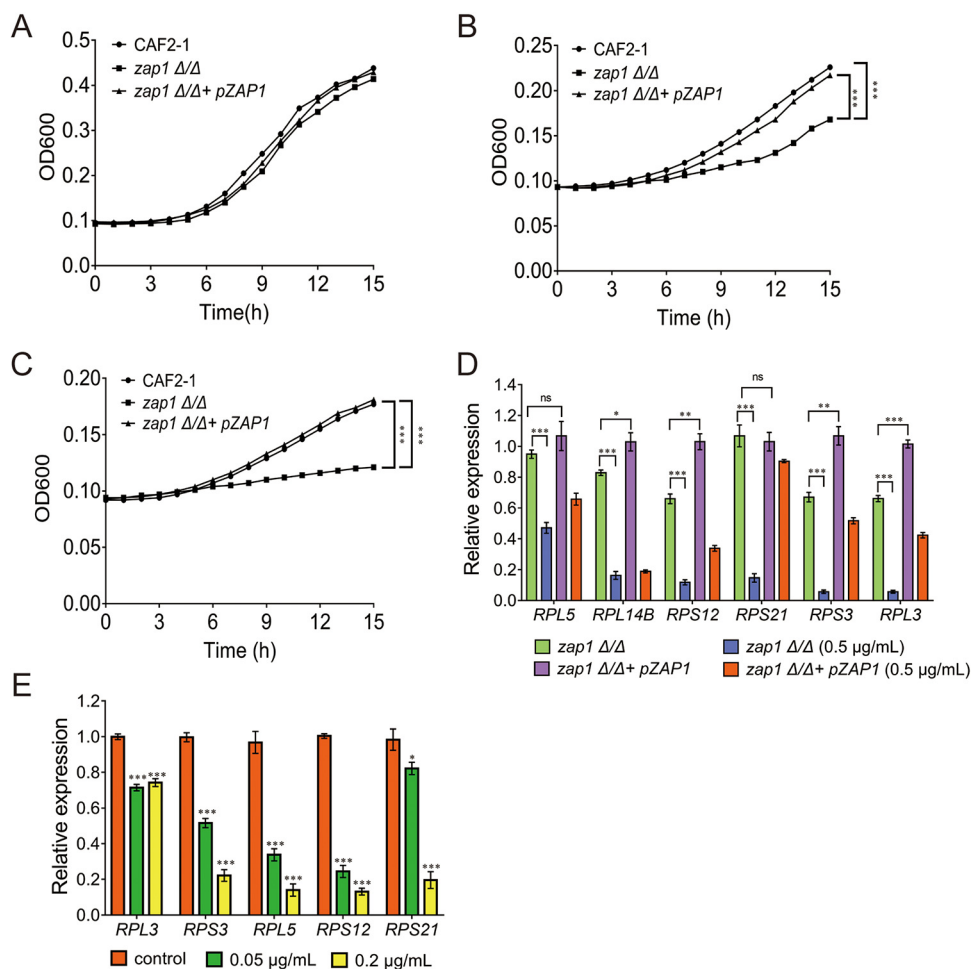 A
0.5
0.4
0.3
0.2
0.1
0.0
OD600
CAF2-1
zap1 Δ/Δ
zap1 Δ/Δ+ pZAP1
0 3 6 9 12 15
Time(h)
B
0.25
0.20
0.15
0.10
0.05
0.00
OD600
CAF2-1
zap1 Δ/Δ
zap1 Δ/Δ+ pZAP1
***
***
0 3 6 9 12 15
Time (h)
C
0.20
0.15
0.10
0.05
0.00
OD600
CAF2-1
zap1 Δ/Δ
zap1 Δ/Δ+ pZAP1
***
***
0 3 6 9 12 15
Time (h)
D
1.4
1.2
1.0
0.8
0.6
0.4
0.2
0.0
Relative expression
ns * ** ns ** ***
*** *** *** *** *** ***
RPL5 RPL14B RPS12 RPS21 RPS3 RPL3
zap1 Δ/Δ zap1 Δ/Δ (0.5 µg/mL)
zap1 Δ/Δ+ pZAP1 zap1 Δ/Δ+ pZAP1 (0.5 µg/mL)
E
1.2
1.0
0.8
0.6
0.4
0.2
0.0
Relative expression
*** *** *** *** *** *** *** *** * ***
RPL3 RPS3 RPL5 RPS12 RPS21
control 0.05 µg/mL 0.2 µg/mL